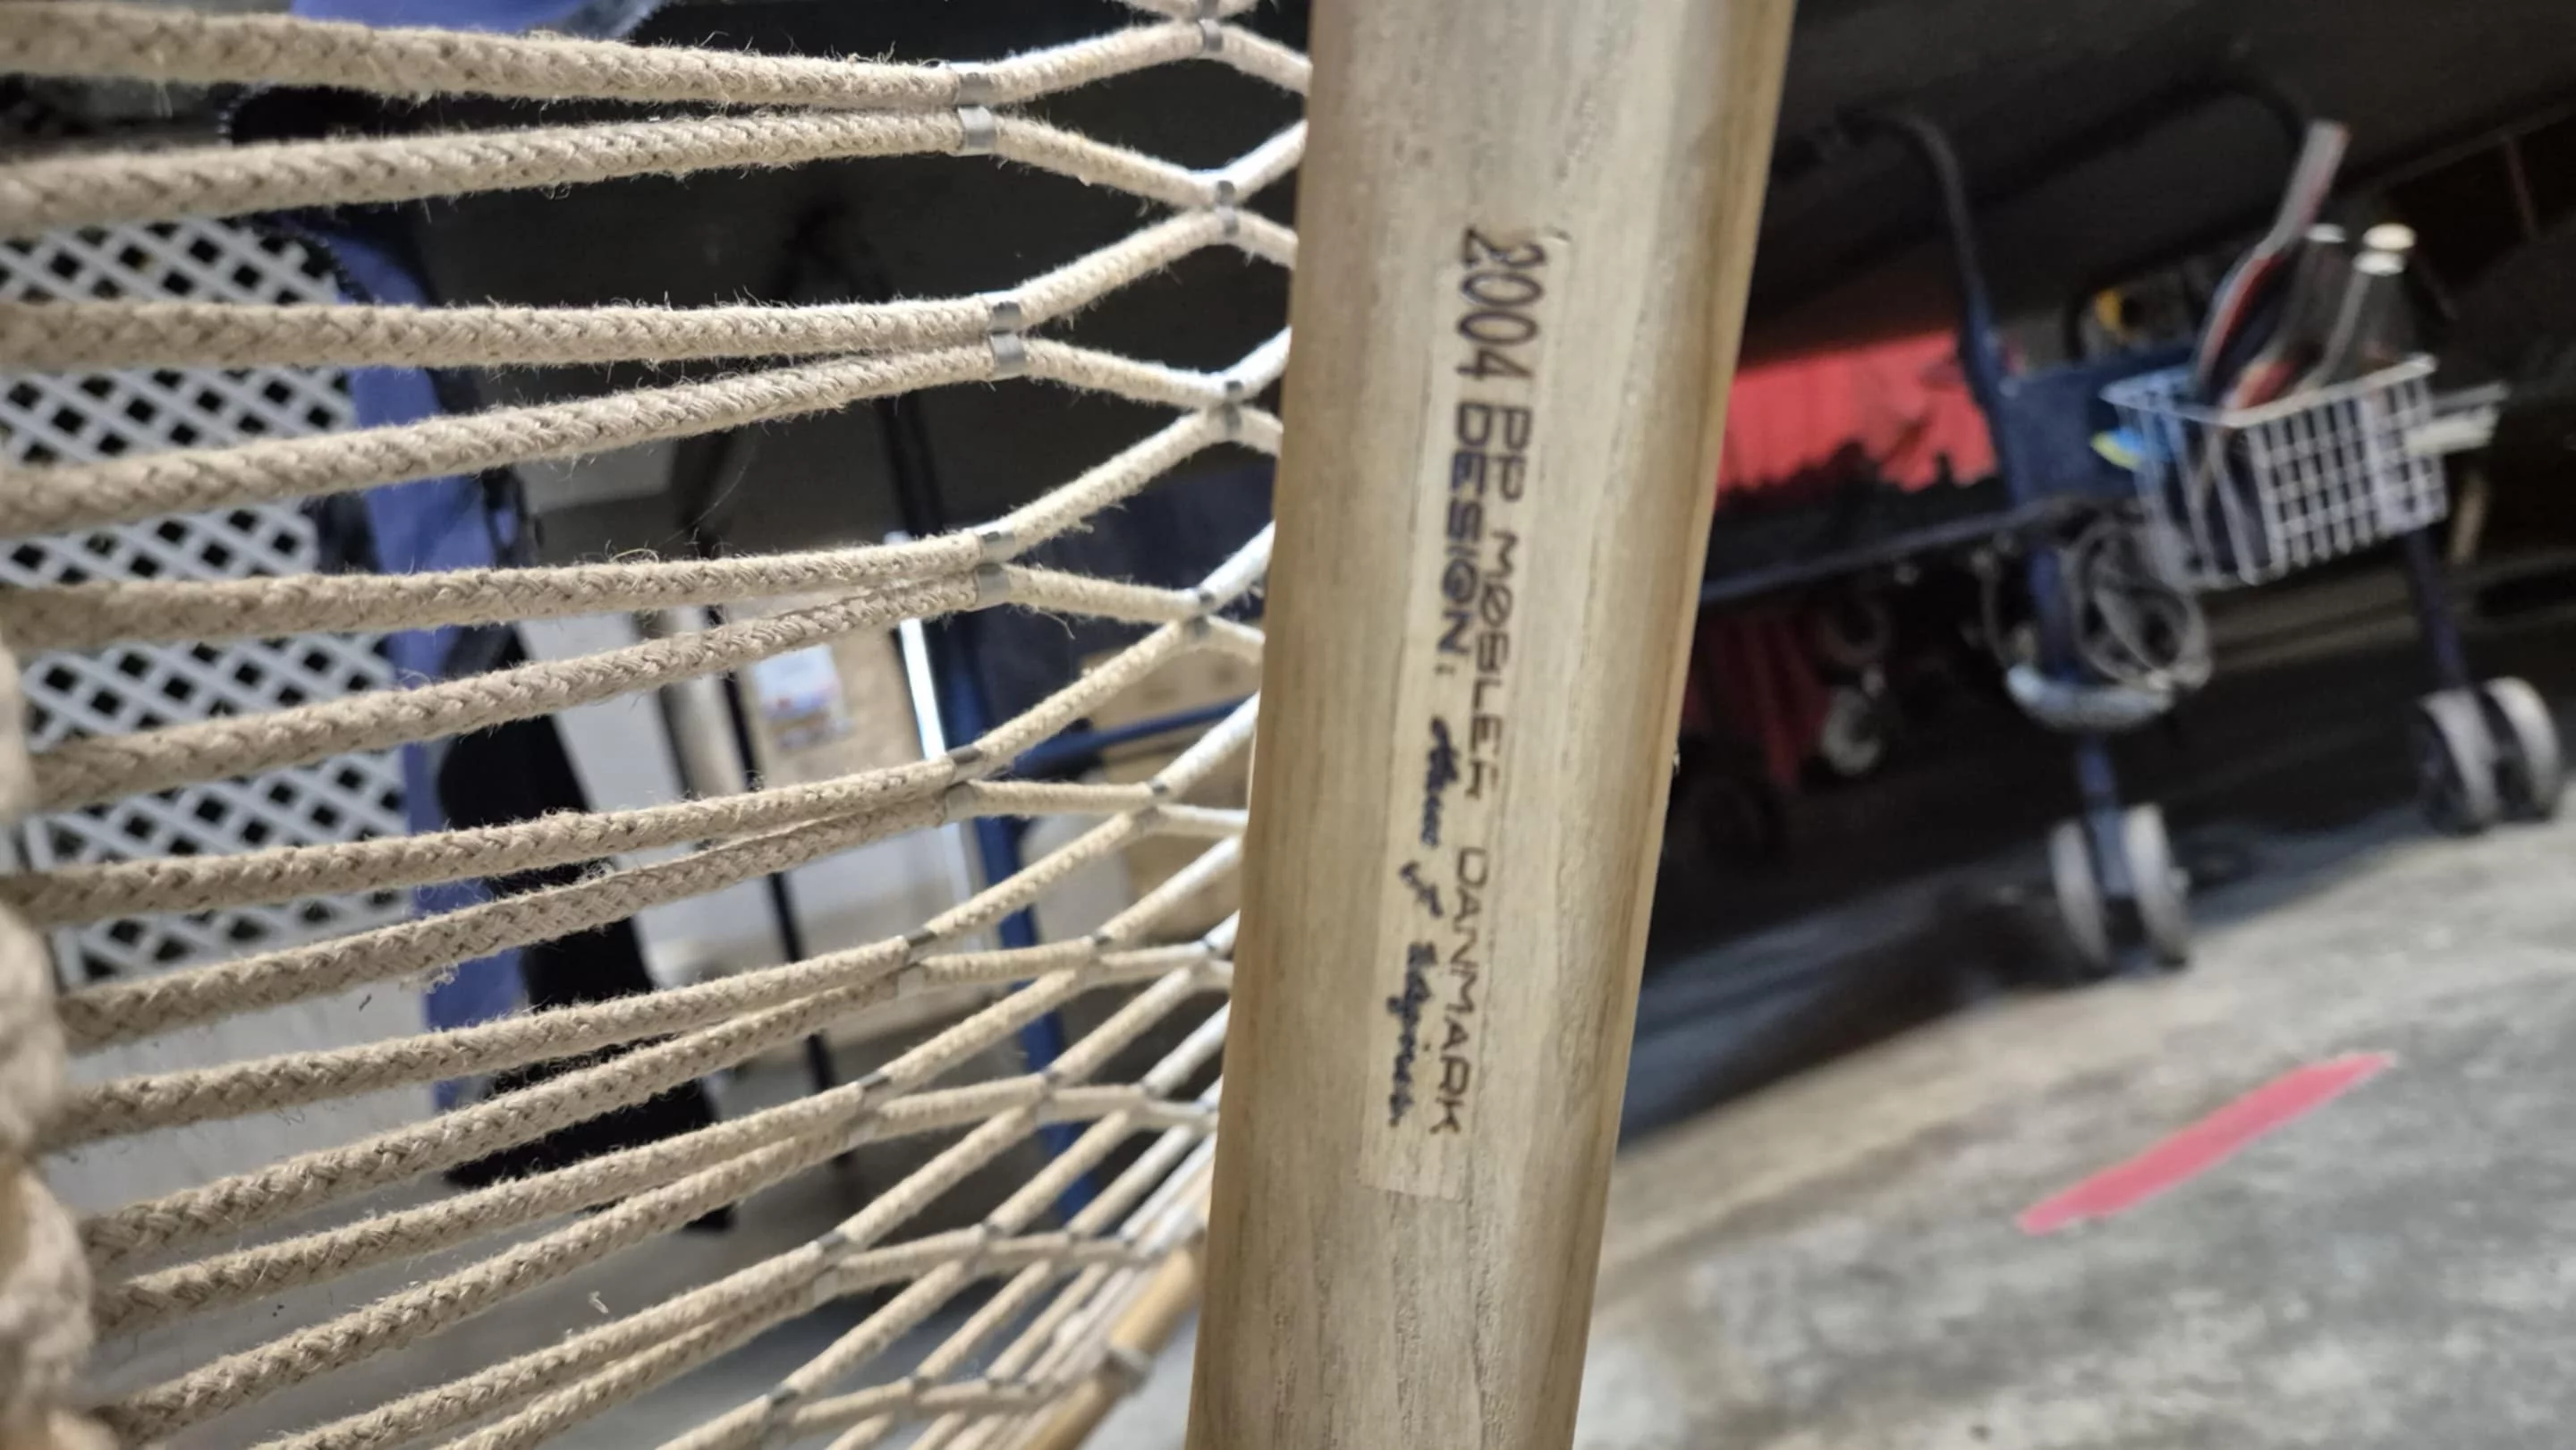 2004 PP MØBLER DANMARK
DESIGN: